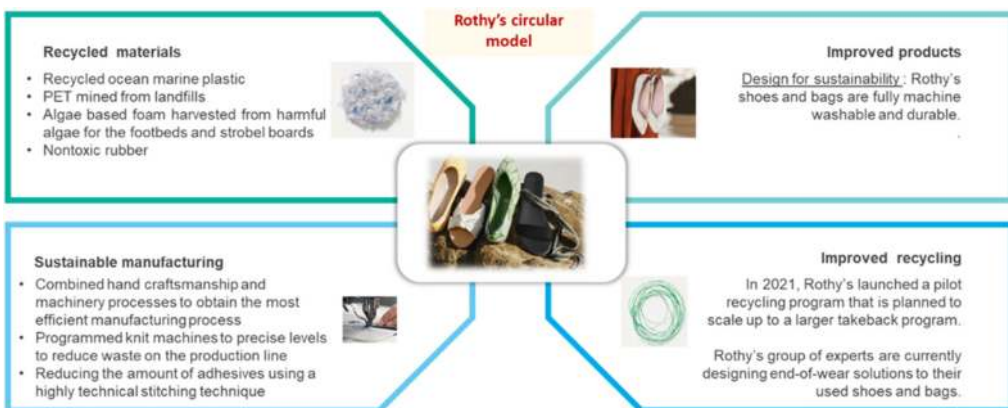 Rothy's circular
model
Recycled materials
• Recycled ocean marine plastic
• PET mined from landfills
• Algae based foam harvested from harmful
algae for the footbeds and strobel boards
• Nontoxic rubber
Improved products
Design for sustainability : Rothy's
shoes and bags are fully machine
washable and durable.
.
Sustainable manufacturing
• Combined hand craftsmanship and
machinery processes to obtain the most
efficient manufacturing process
• Programmed knit machines to precise levels
to reduce waste on the production line
• Reducing the amount of adhesives using a
highly technical stitching technique
Improved recycling
In 2021, Rothy's launched a pilot
recycling program that is planned to
scale up to a larger takeback program.
Rothy's group of experts are currently
designing end-of-wear solutions to their
used shoes and bags.